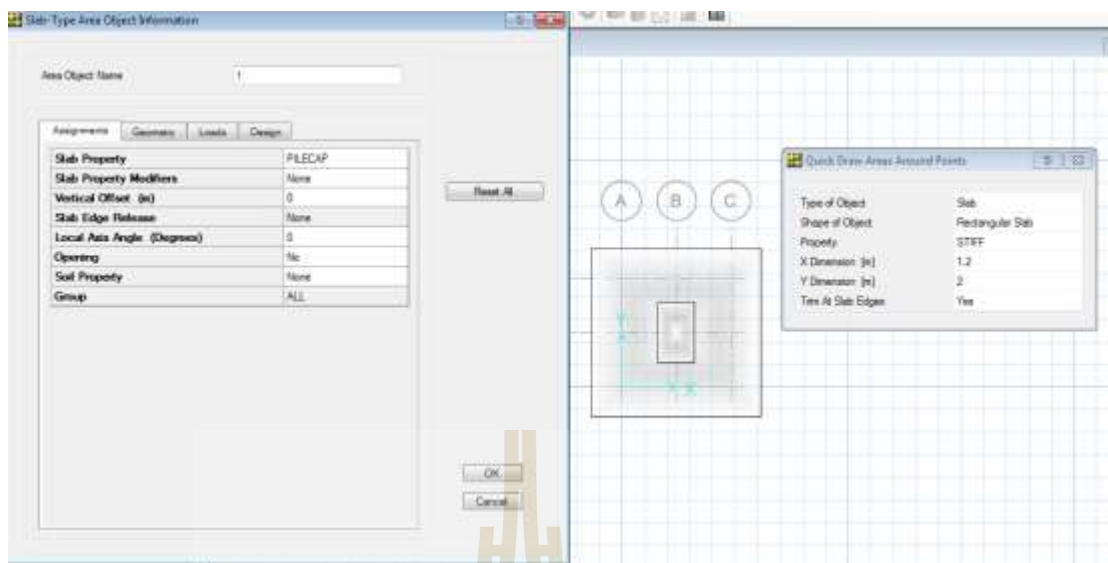 Slab-Type Area Object Information
Area Object Name 1
Assignments Geometry Loads Design
Slab Property PILECAP
Slab Property Modifiers None
Vertical Offset (m) 0
Slab Edge Release None
Local Axis Angle (Degrees) 0
Opening No
Soil Property None
Group ALL
Reset All
OK
Cancel
A B C
Y
X X
Quick Draw Areas Around Points
Type of Object Slab
Shape of Object Rectangular Slab
Property STIFF
X Dimension [m] 1.2
Y Dimension [m] 2
Trim At Slab Edges Yes